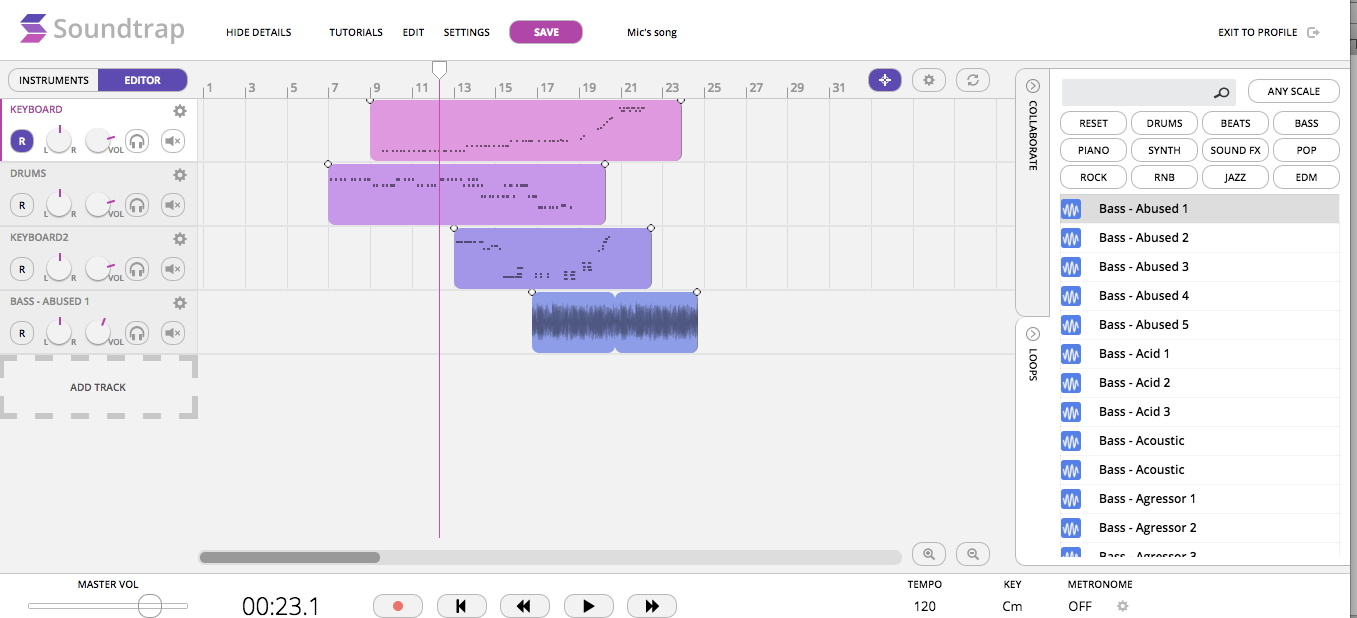 Soundtrap
HIDE DETAILS
TUTORIALS
EDIT
SETTINGS
SAVE
Mic's song
EXIT TO PROFILE
INSTRUMENTS
EDITOR
1 3 5 7 9 11 13 15 17 19 21 23 25 27 29 31
KEYBOARD
R
L R VOL
DRUMS
R
L R VOL
KEYBOARD2
R
L R VOL
BASS - ABUSED 1
R
L R VOL
ADD TRACK
COLLABORATE
LOOPS
ANY SCALE
RESET DRUMS BEATS BASS
PIANO SYNTH SOUND FX POP
ROCK RNB JAZZ EDM
Bass - Abused 1
Bass - Abused 2
Bass - Abused 3
Bass - Abused 4
Bass - Abused 5
Bass - Acid 1
Bass - Acid 2
Bass - Acid 3
Bass - Acoustic
Bass - Acoustic
Bass - Agressor 1
Bass - Agressor 2
Bass - Agressor 3
MASTER VOL
00:23.1
TEMPO
120
KEY
Cm
METRONOME
OFF